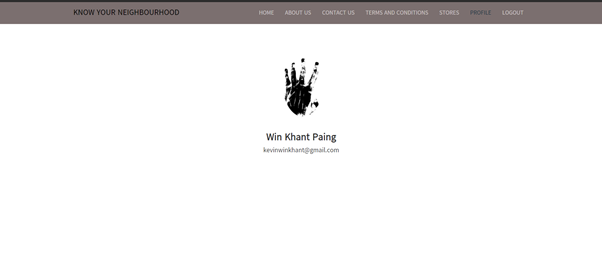 KNOW YOUR NEIGHBOURHOOD HOME ABOUT US CONTACT US TERMS AND CONDITIONS STORES PROFILE LOGOUT
Win Khant Paing
kevinwinkhant@gmail.com